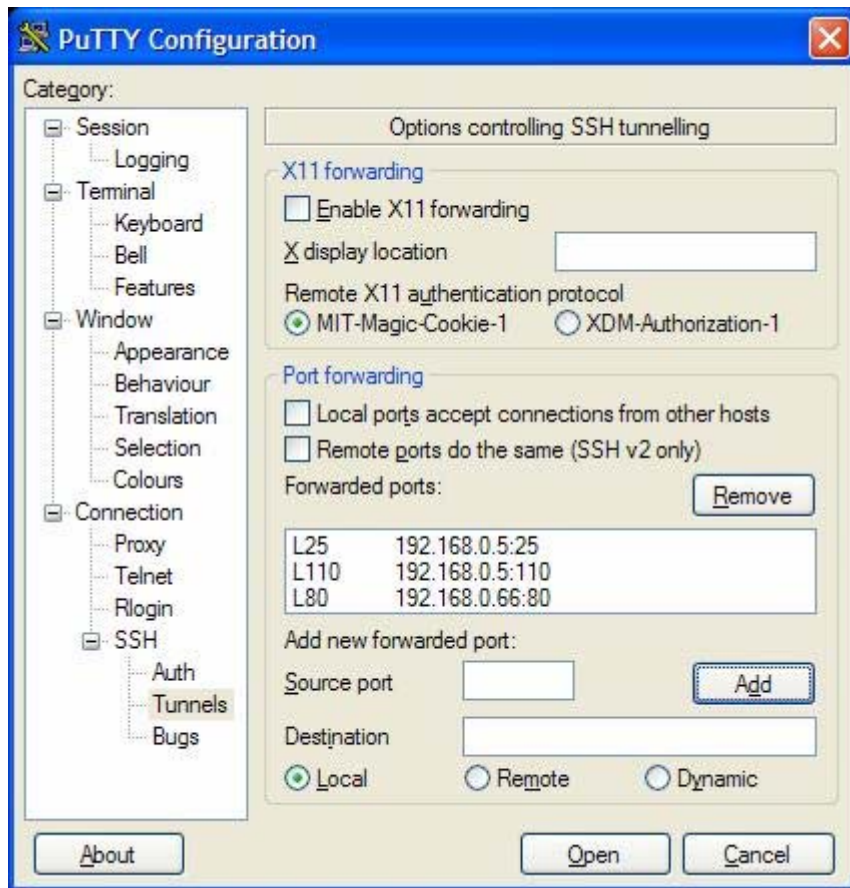 PuTTY Configuration
Category:
Session
Logging
Terminal
Keyboard
Bell
Features
Window
Appearance
Behaviour
Translation
Selection
Colours
Connection
Proxy
Telnet
Rlogin
SSH
Auth
Tunnels
Bugs
Options controlling SSH tunnelling
X11 forwarding
Enable X11 forwarding
X display location
Remote X11 authentication protocol
MIT-Magic-Cookie-1 XDM-Authorization-1
Port forwarding
Local ports accept connections from other hosts
Remote ports do the same (SSH v2 only)
Forwarded ports: Remove
L25 192.168.0.5:25
L110 192.168.0.5:110
L80 192.168.0.66:80
Add new forwarded port:
Source port Add
Destination
Local Remote Dynamic
About Open Cancel